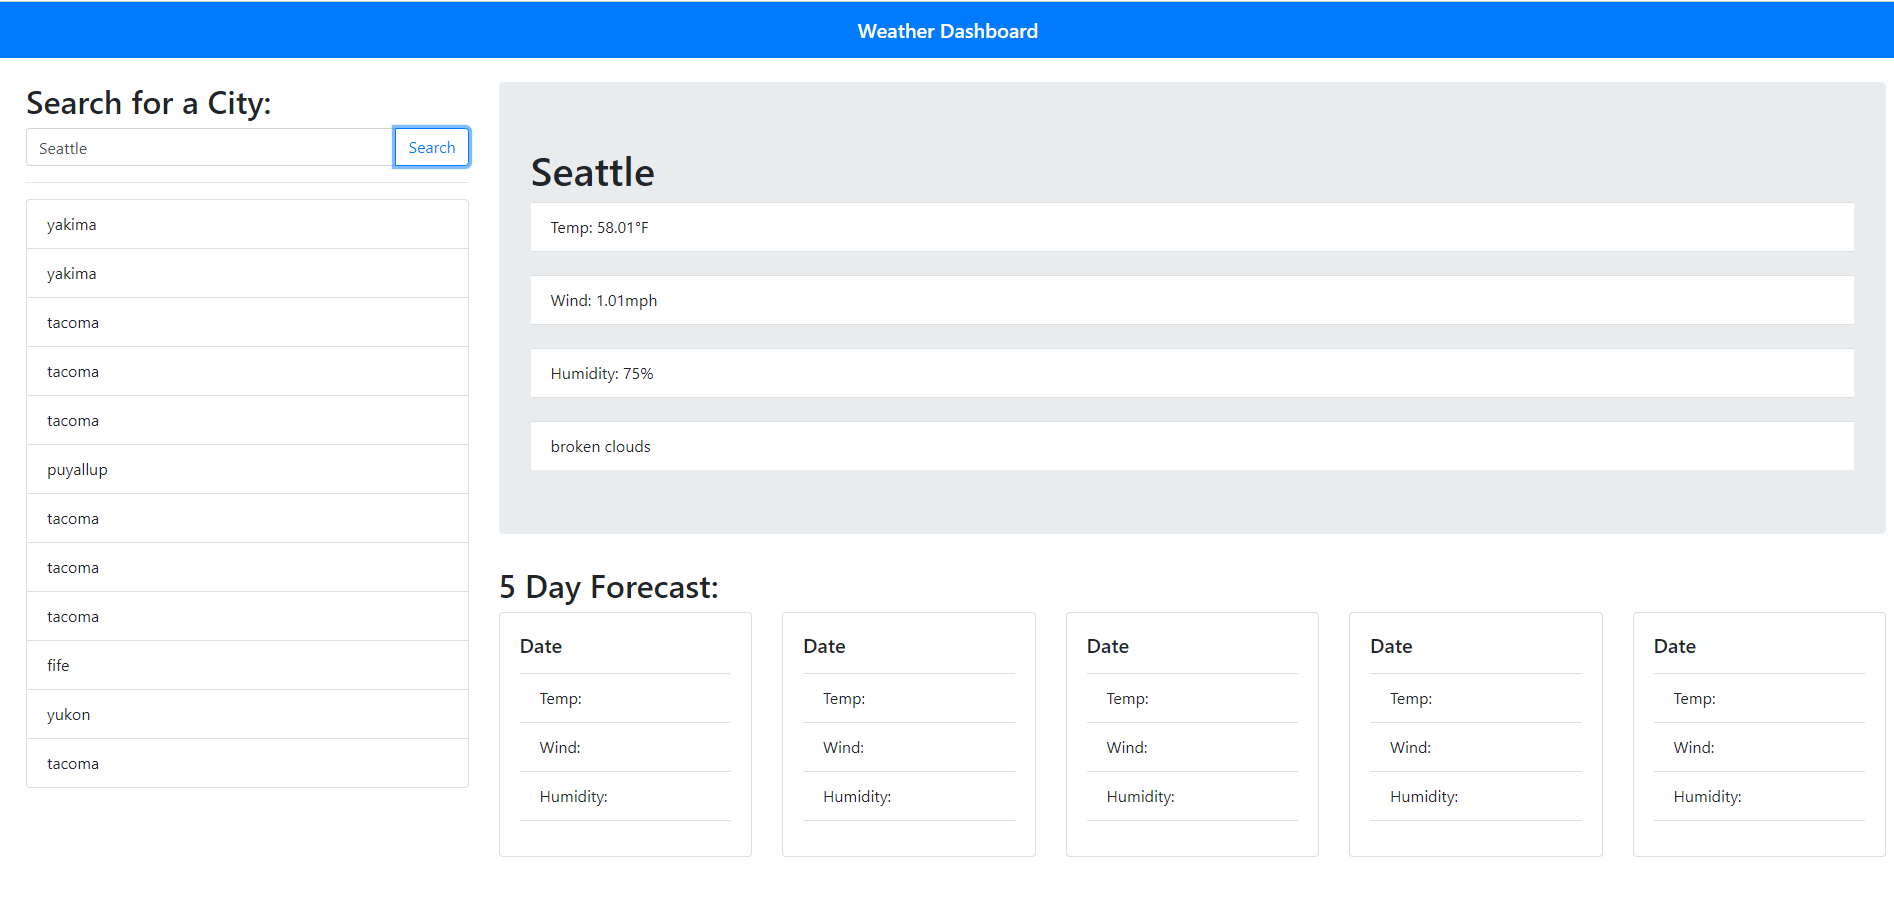 Weather Dashboard
Search for a City:
Seattle
Search
yakima
yakima
tacoma
tacoma
tacoma
puyallup
tacoma
tacoma
tacoma
fife
yukon
tacoma
Seattle
Temp: 58.01°F
Wind: 1.01mph
Humidity: 75%
broken clouds
5 Day Forecast:
Date
Temp:
Wind:
Humidity:
Date
Temp:
Wind:
Humidity:
Date
Temp:
Wind:
Humidity:
Date
Temp:
Wind:
Humidity:
Date
Temp:
Wind:
Humidity: